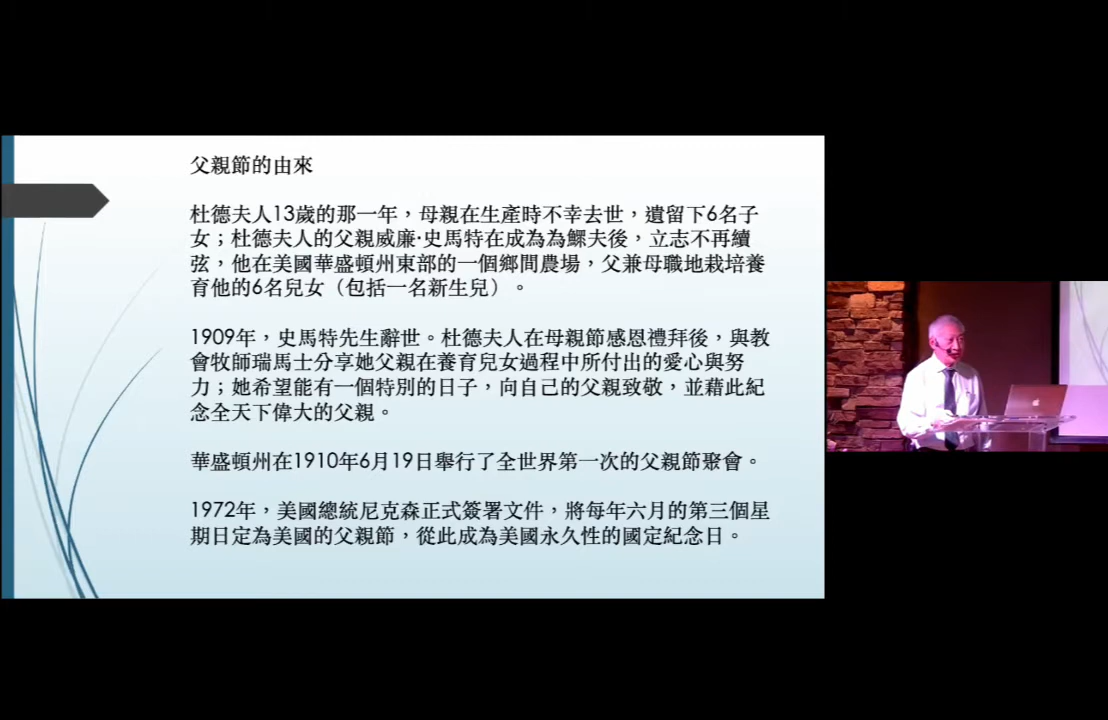 父親節的由來
杜德夫人13歲的那一年，母親在生產時不幸去世，遺留下6名子
女；杜德夫人的父親威廉·史馬特在成為為鰥夫後，立志不再續
弦，他在美國華盛頓州東部的一個鄉間農場，父兼母職地栽培養
育他的6名兒女（包括一名新生兒）。
1909年，史馬特先生辭世。杜德夫人在母親節感恩禮拜後，與教
會牧師瑞馬士分享她父親在養育兒女過程中所付出的愛心與努
力；她希望能有一個特別的日子，向自己的父親致敬，並藉此紀
念全天下偉大的父親。
華盛頓州在1910年6月19日舉行了全世界第一次的父親節聚會。
1972年，美國總統尼克森正式簽署文件，將每年六月的第三個星
期日定為美國的父親節，從此成為美國永久性的國定紀念日。